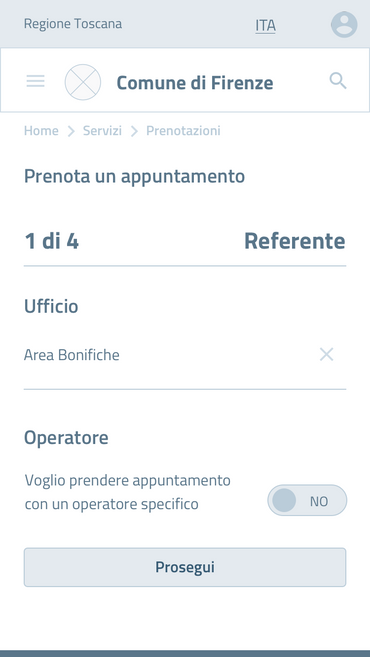 Regione Toscana
ITA
Comune di Firenze
Home Servizi Prenotazioni
Prenota un appuntamento
1 di 4 Referente
Ufficio
Area Bonifiche
Operatore
Voglio prendere appuntamento
con un operatore specifico
NO
Prosegui